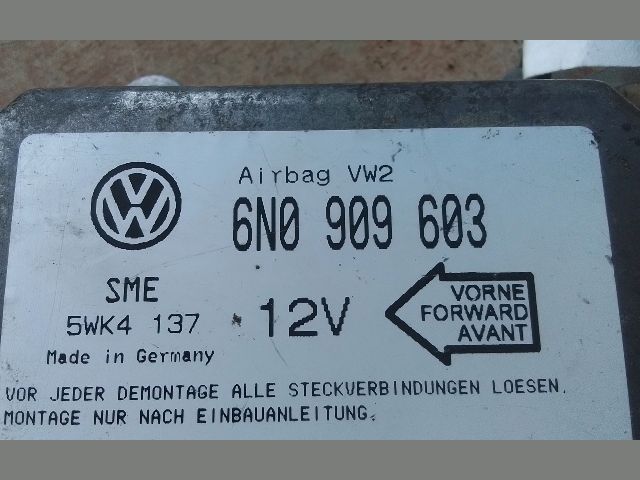 Airbag VW2
6N0 909 603
SME
5WK4 137
12V
VORNE
FORWARD
AVANT
Made in Germany
VOR JEDER DEMONTAGE ALLE STECKVERBINDUNGEN LOESEN.
MONTAGE NUR NACH EINBAUANLEITUNG.